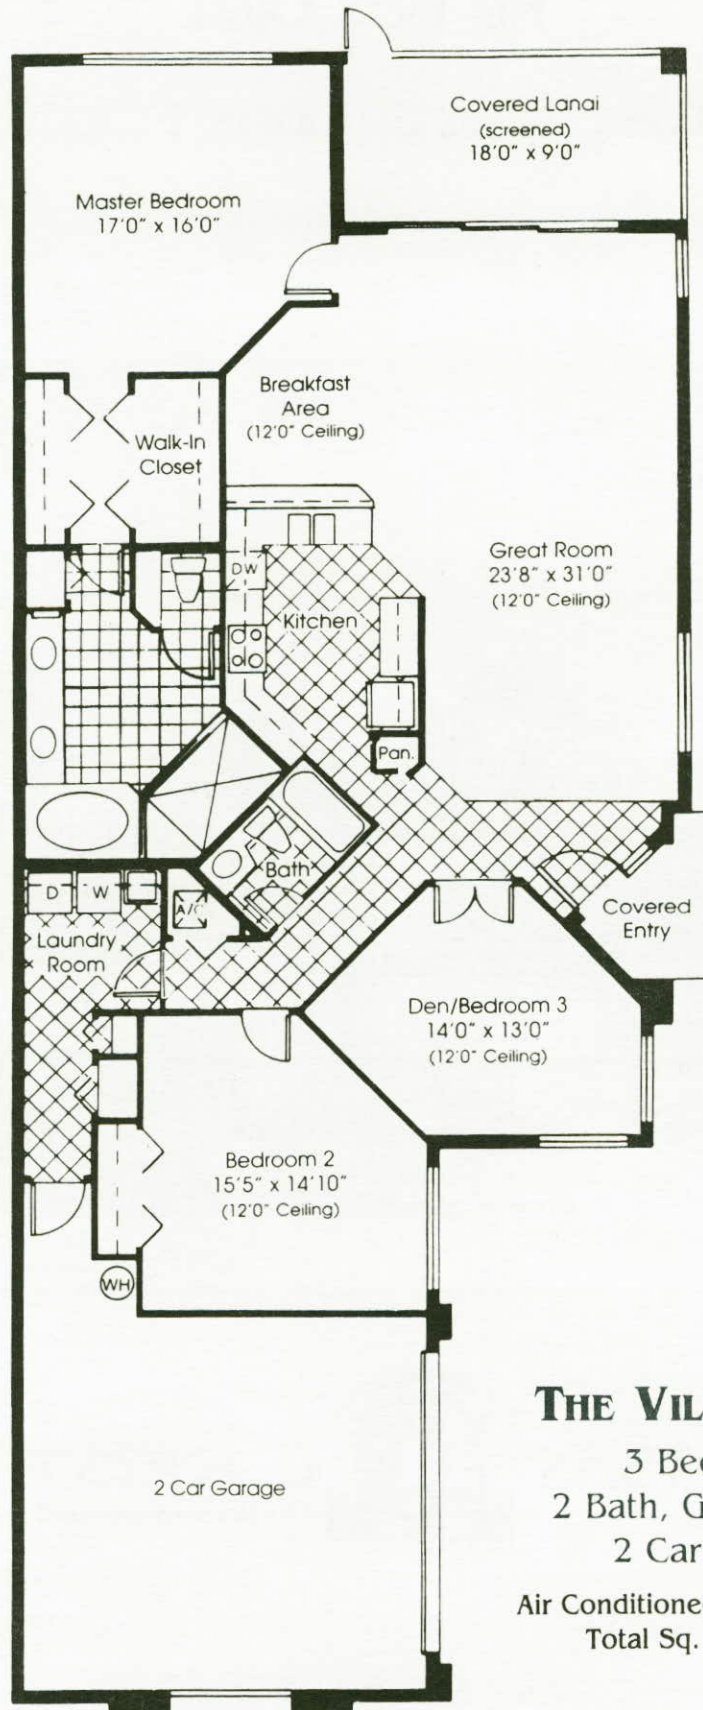 Covered Lanai
(screened)
18'0" x 9'0"
Master Bedroom
17'0" x 16'0"
Breakfast
Area
(12'0" Ceiling)
Walk-In
Closet
Great Room
23'8" x 31'0"
(12'0" Ceiling)
DW
Kitchen
Pan.
Bath
D
W
A/C
Laundry
Room
Covered
Entry
Den/Bedroom 3
14'0" x 13'0"
(12'0" Ceiling)
Bedroom 2
15'5" x 14'10"
(12'0" Ceiling)
WH
2 Car Garage
THE VIL
3 Be
2 Bath, G
2 Car
Air Conditione
Total Sq.